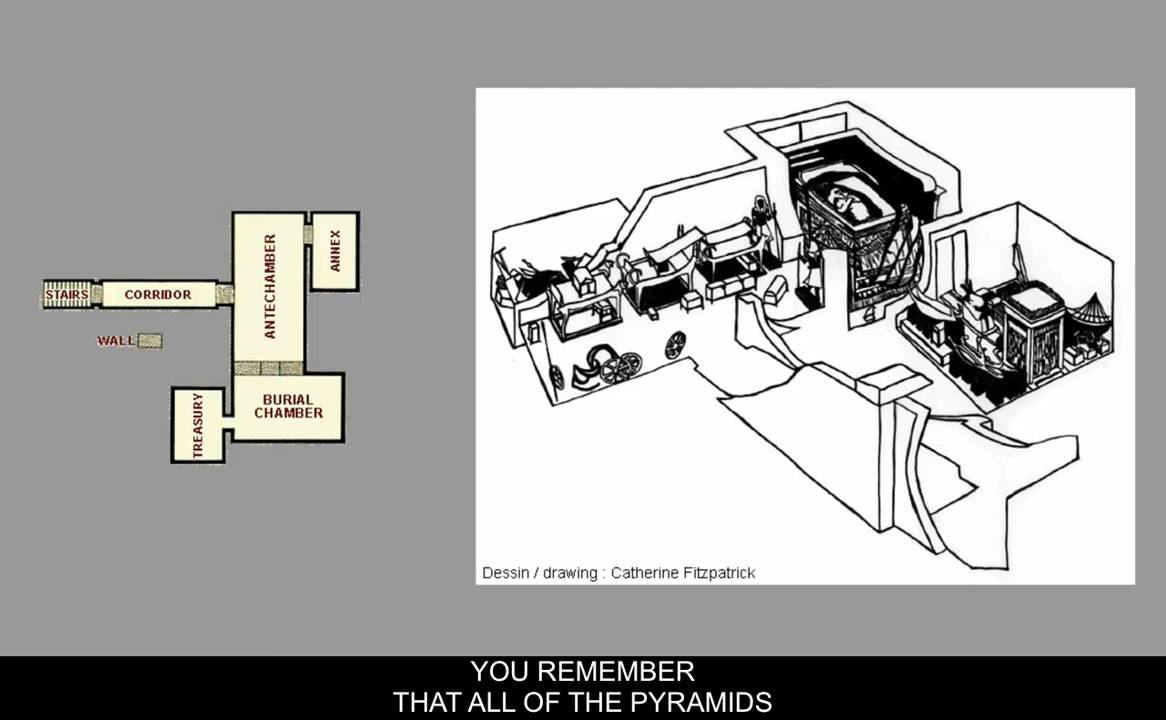 STAIRS
CORRIDOR
WALL
ANTECHAMBER
ANNEX
TREASURY
BURIAL
CHAMBER
Dessin / drawing : Catherine Fitzpatrick
YOU REMEMBER
THAT ALL OF THE PYRAMIDS